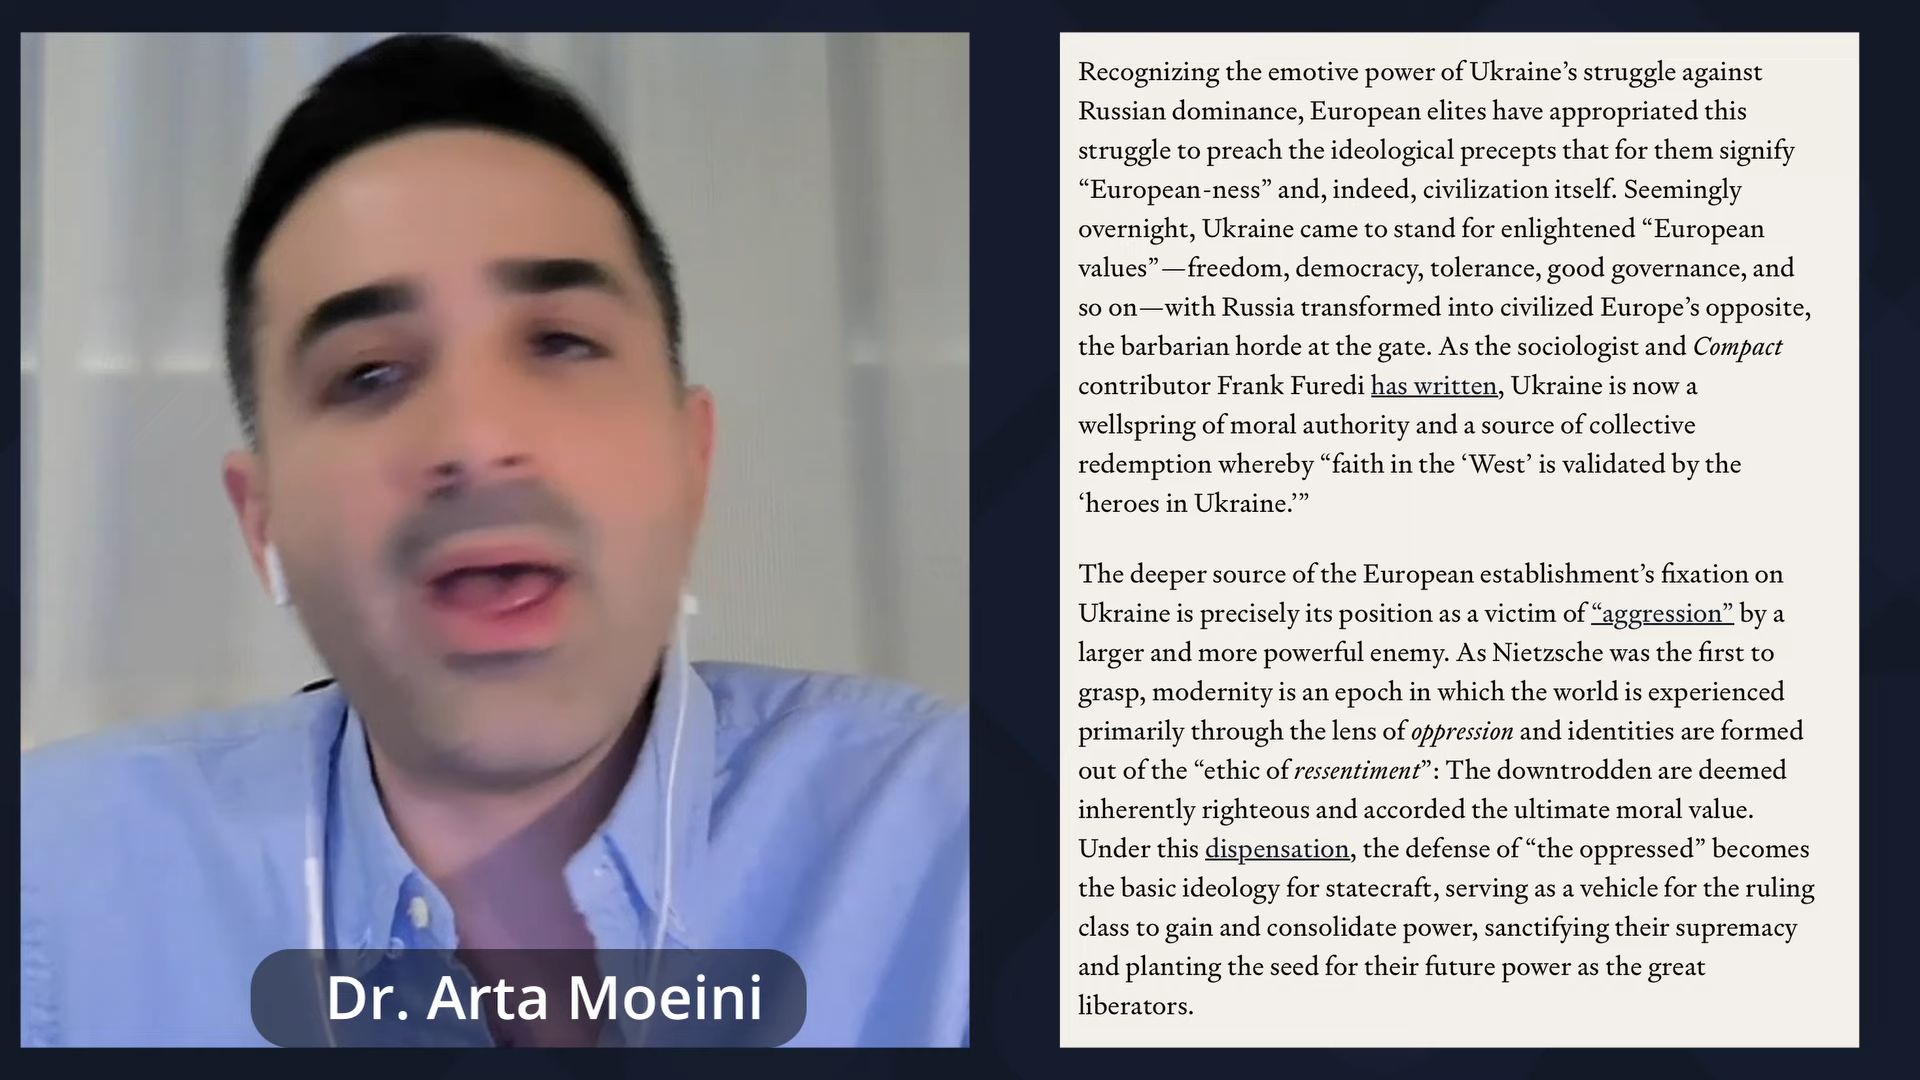 Recognizing the emotive power of Ukraine’s struggle against
Russian dominance, European elites have appropriated this
struggle to preach the ideological precepts that for them signify
“European-ness” and, indeed, civilization itself. Seemingly
overnight, Ukraine came to stand for enlightened “European
values”—freedom, democracy, tolerance, good governance, and
so on—with Russia transformed into civilized Europe’s opposite,
the barbarian horde at the gate. As the sociologist and Compact
contributor Frank Furedi has written, Ukraine is now a
wellspring of moral authority and a source of collective
redemption whereby “faith in the ‘West’ is validated by the
‘heroes in Ukraine.’”
The deeper source of the European establishment’s fixation on
Ukraine is precisely its position as a victim of “aggression” by a
larger and more powerful enemy. As Nietzsche was the first to
grasp, modernity is an epoch in which the world is experienced
primarily through the lens of oppression and identities are formed
out of the “ethic of ressentiment”: The downtrodden are deemed
inherently righteous and accorded the ultimate moral value.
Under this dispensation, the defense of “the oppressed” becomes
the basic ideology for statecraft, serving as a vehicle for the ruling
class to gain and consolidate power, sanctifying their supremacy
and planting the seed for their future power as the great
liberators.
Dr. Arta Moeini